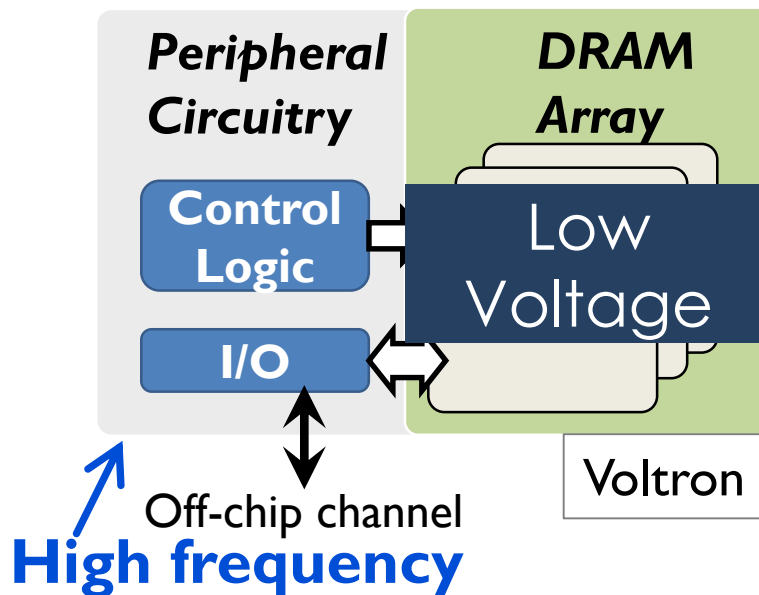 Peripheral
Circuitry
DRAM
Array
Control
Logic
Low
Voltage
I/O
Voltron
Off-chip channel
High frequency